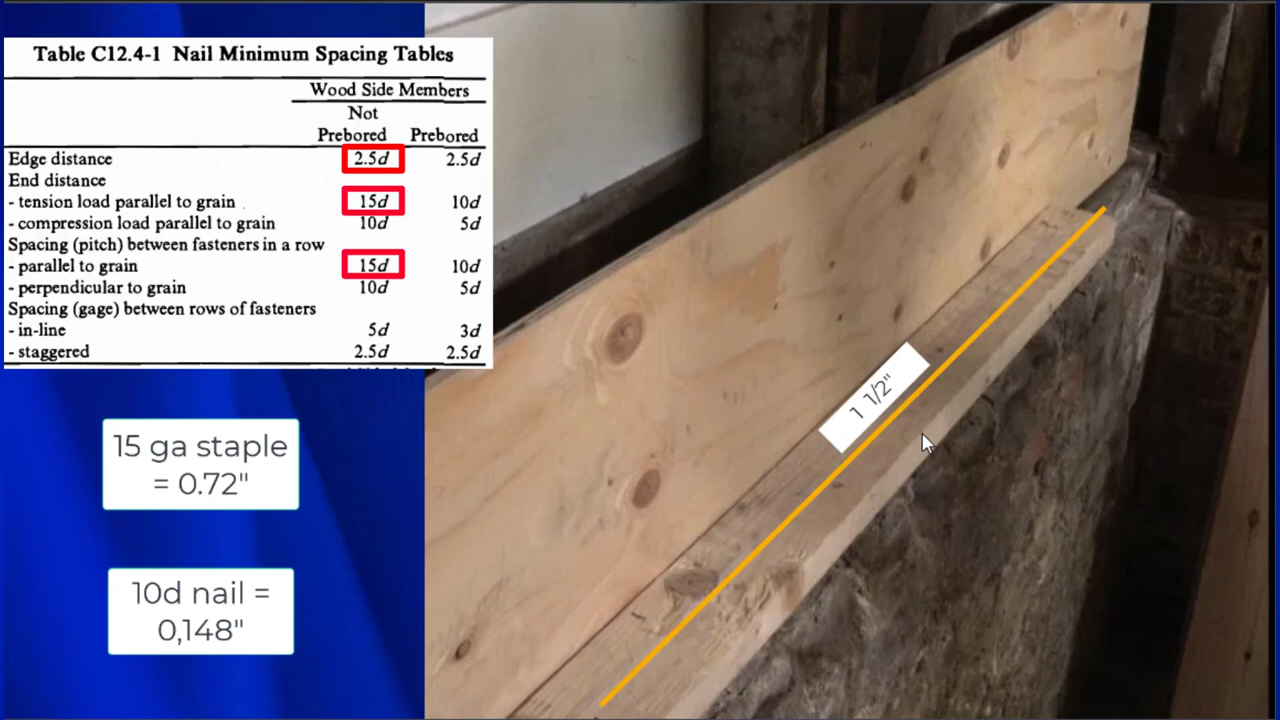 Table C12.4-1 Nail Minimum Spacing Tables
Wood Side Members
Not
Prebored Prebored
Edge distance 2.5d 2.5d
End distance
- tension load parallel to grain 15d 10d
- compression load parallel to grain 10d 5d
Spacing (pitch) between fasteners in a row
- parallel to grain 15d 10d
- perpendicular to grain 10d 5d
Spacing (gage) between rows of fasteners
- in-line 5d 3d
- staggered 2.5d 2.5d
15 ga staple
= 0.72"
10d nail =
0,148"
1 1/2"